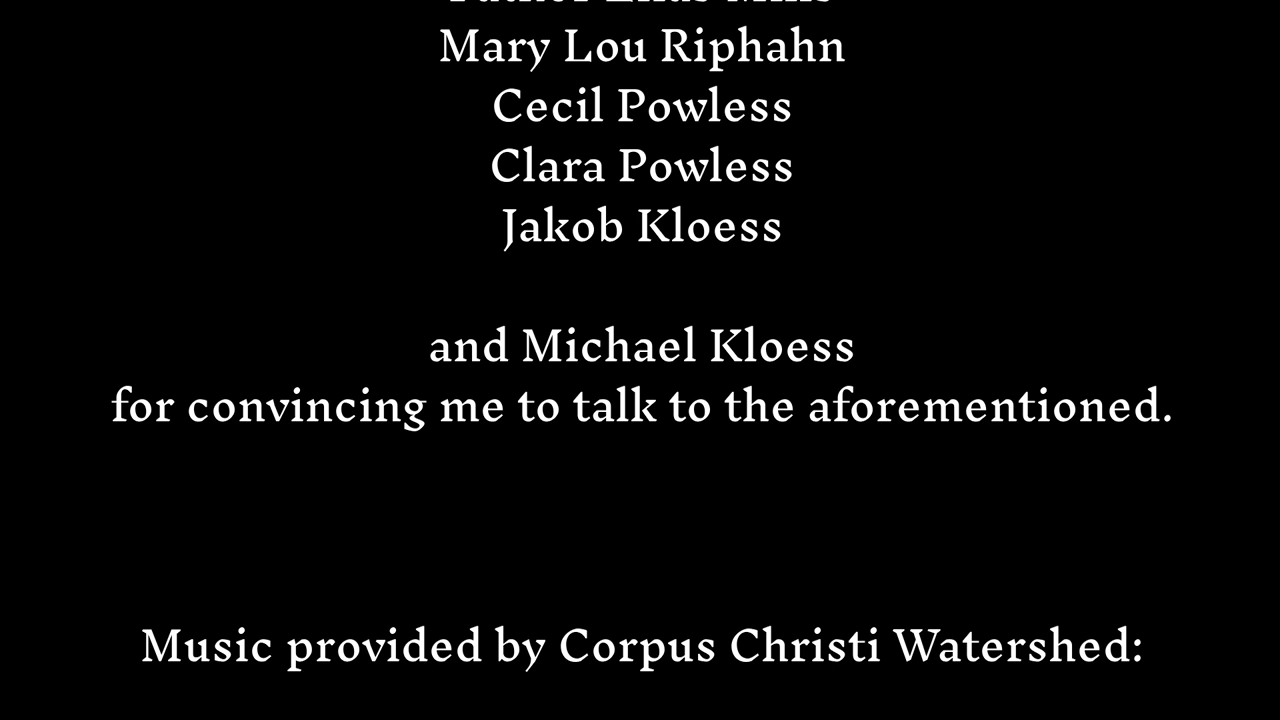 Mary Lou Riphahn
Cecil Powless
Clara Powless
Jakob Kloess
and Michael Kloess
for convincing me to talk to the aforementioned.
Music provided by Corpus Christi Watershed: